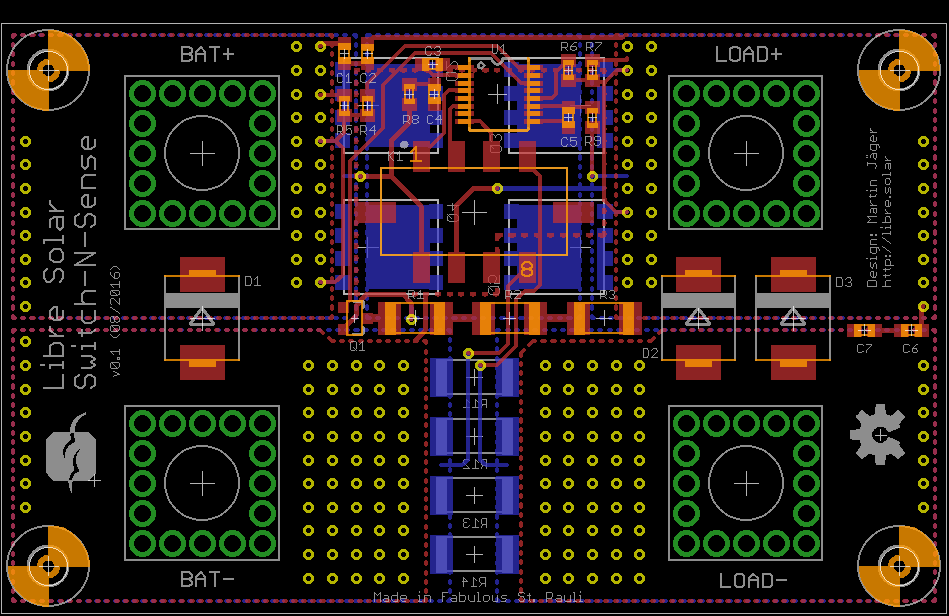 BAT+
LOAD+
C3
U1
R6 R7
C1 C2
R5 R4
R8 C4
C5 R9
K1
1
8
Q3
Q4
Libre Solar
Switch-N-Sense
v0.1 (08/2016)
Design: Martin Jäger
http://libre.solar
D1
D3
R1
R2
R3
Q1
D2
C7
C6
R11
R12
R13
R14
BAT-
LOAD-
Made in Fabulous St. Pauli